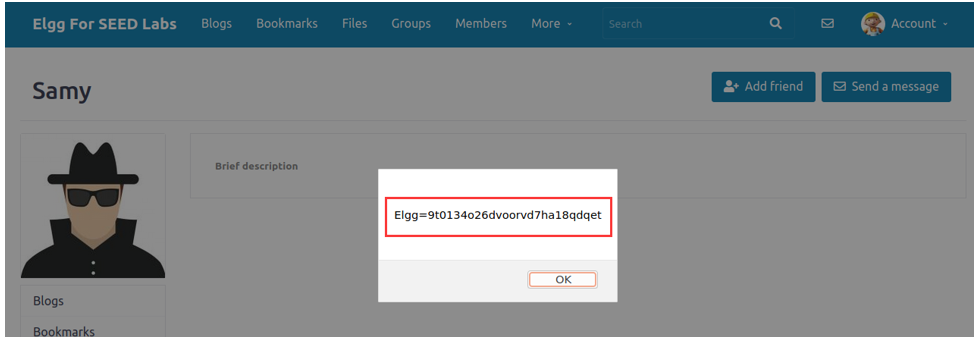 Elgg For SEED Labs Blogs Bookmarks Files Groups Members More Search Account
Samy
Add friend Send a message
Brief description
Elgg=9t0134o26dvoorvd7ha18qdqet
OK
Blogs
Bookmarks